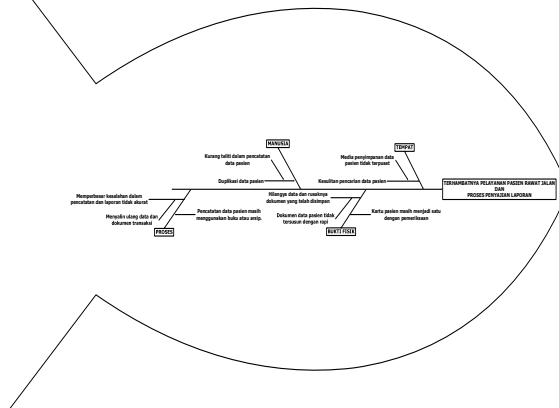 MANUSIA
Kurang teliti dalam pencatatan
data pasien
Duplikasi data pasien
TEMPAT
Media penyimpanan data
pasien tidak terpusat
Kesulitan pencarian data pasien
TERHAMBATNYA PELAYANAN PASIEN RAWAT JALAN
DAN
PROSES PENYAJIAN LAPORAN
Memperbesar kesalahan dalam
pencatatan dan laporan tidak akurat
Menyalin ulang data dan
dokumen transaksi
PROSES
Pencatatan data pasien masih
menggunakan buku atau arsip.
Hilangya data dan rusaknya
dokumen yang telah disimpan
Dokumen data pasien tidak
tersusun dengan rapi
BUKTI FISIK
Kartu pasien masih menjadi satu
dengan pemeriksaan